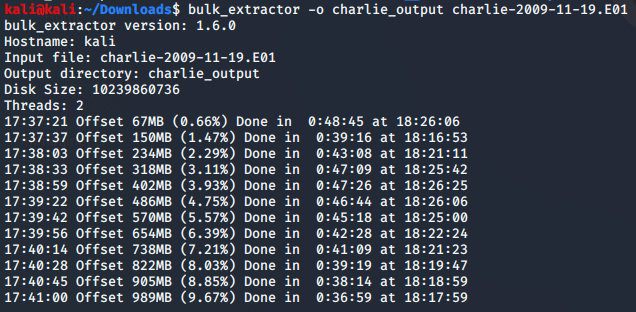 kali@kali:~/Downloads$ bulk_extractor -o charlie_output charlie-2009-11-19.E01
bulk_extractor version: 1.6.0
Hostname: kali
Input file: charlie-2009-11-19.E01
Output directory: charlie_output
Disk Size: 10239860736
Threads: 2
17:37:21 Offset 67MB (0.66%) Done in  0:48:45 at 18:26:06
17:37:37 Offset 150MB (1.47%) Done in  0:39:16 at 18:16:53
17:38:03 Offset 234MB (2.29%) Done in  0:43:08 at 18:21:11
17:38:33 Offset 318MB (3.11%) Done in  0:47:09 at 18:25:42
17:38:59 Offset 402MB (3.93%) Done in  0:47:26 at 18:26:25
17:39:22 Offset 486MB (4.75%) Done in  0:46:44 at 18:26:06
17:39:42 Offset 570MB (5.57%) Done in  0:45:18 at 18:25:00
17:39:56 Offset 654MB (6.39%) Done in  0:42:28 at 18:22:24
17:40:14 Offset 738MB (7.21%) Done in  0:41:09 at 18:21:23
17:40:28 Offset 822MB (8.03%) Done in  0:39:19 at 18:19:47
17:40:45 Offset 905MB (8.85%) Done in  0:38:14 at 18:18:59
17:41:00 Offset 989MB (9.67%) Done in  0:36:59 at 18:17:59